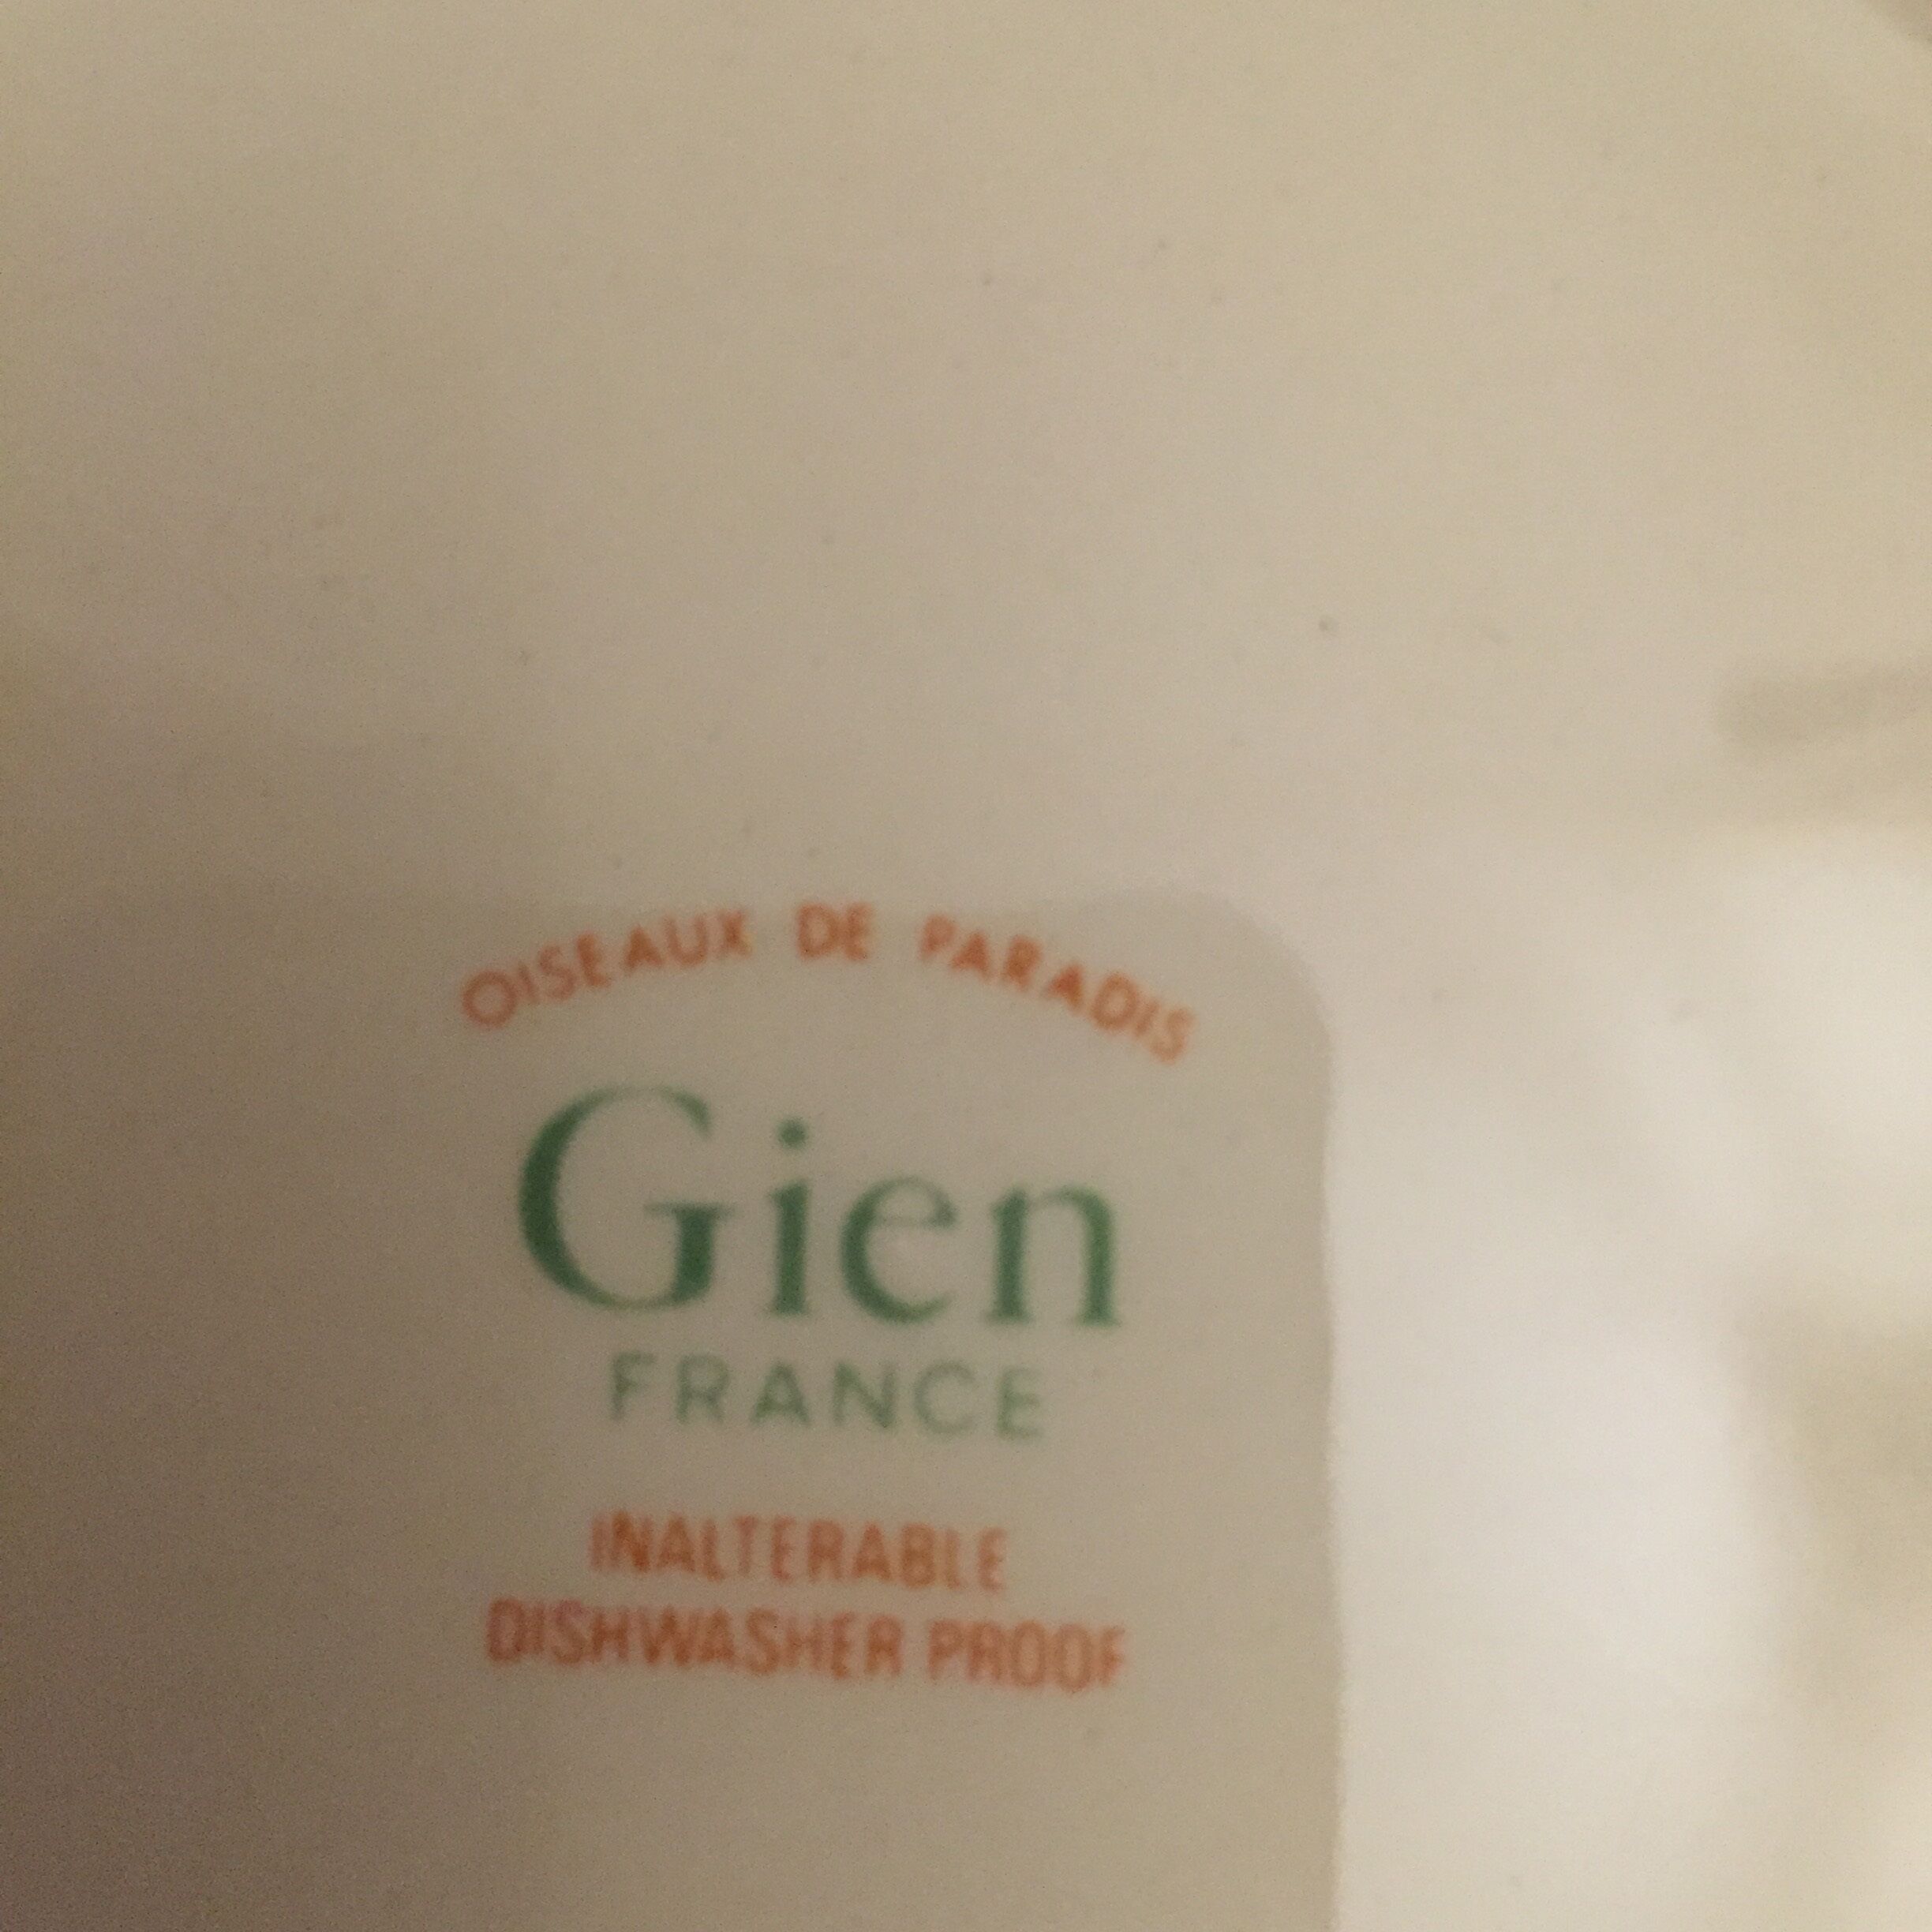 OISEAUX DE PARADIS
Gien
FRANCE
INALTERABLE
DISHWASHER PROOF